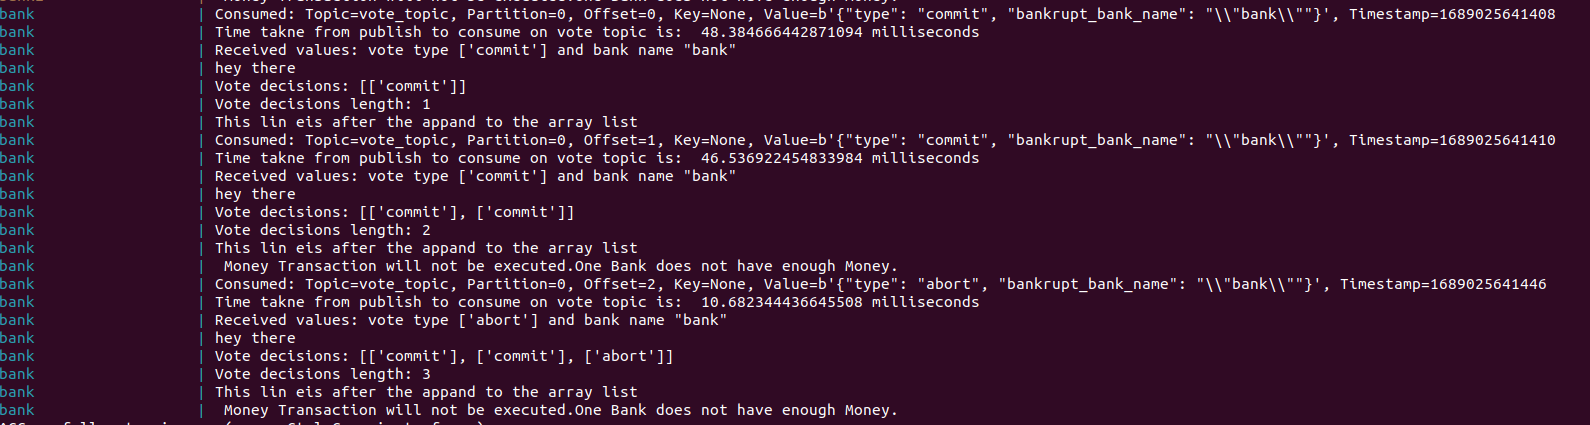 bank | Consumed: Topic=vote_topic, Partition=0, Offset=0, Key=None, Value=b'{"type": "commit", "bankrupt_bank_name": "\\"bank\\""}', Timestamp=1689025641408
bank | Time takne from publish to consume on vote topic is:  48.384666442871094 milliseconds
bank | Received values: vote type ['commit'] and bank name "bank"
bank | hey there
bank | Vote decisions: [['commit']]
bank | Vote decisions length: 1
bank | This lin eis after the appand to the array list
bank | Consumed: Topic=vote_topic, Partition=0, Offset=1, Key=None, Value=b'{"type": "commit", "bankrupt_bank_name": "\\"bank\\""}', Timestamp=1689025641410
bank | Time takne from publish to consume on vote topic is:  46.536922454833984 milliseconds
bank | Received values: vote type ['commit'] and bank name "bank"
bank | hey there
bank | Vote decisions: [['commit'], ['commit']]
bank | Vote decisions length: 2
bank | This lin eis after the appand to the array list
bank |  Money Transaction will not be executed.One Bank does not have enough Money.
bank | Consumed: Topic=vote_topic, Partition=0, Offset=2, Key=None, Value=b'{"type": "abort", "bankrupt_bank_name": "\\"bank\\""}', Timestamp=1689025641446
bank | Time takne from publish to consume on vote topic is:  10.682344436645508 milliseconds
bank | Received values: vote type ['abort'] and bank name "bank"
bank | hey there
bank | Vote decisions: [['commit'], ['commit'], ['abort']]
bank | Vote decisions length: 3
bank | This lin eis after the appand to the array list
bank |  Money Transaction will not be executed.One Bank does not have enough Money.